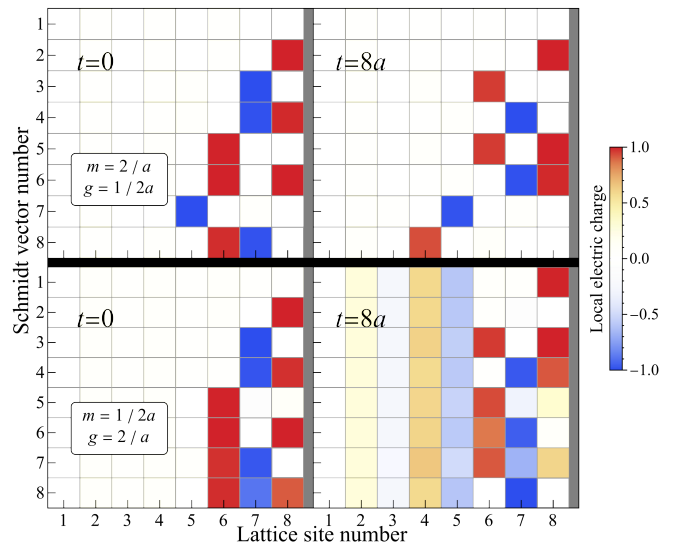 Schmidt vector number
1
2
3
4
5
6
7
8
t=0
m = 2 / a
g = 1 / 2a
t=8a
1
2
3
4
5
6
7
8
t=0
m = 1 / 2a
g = 2 / a
t=8a
1 2 3 4 5 6 7 8 1 2 3 4 5 6 7 8
Lattice site number
1.0
0.5
0.0
−0.5
−1.0
Local electric charge